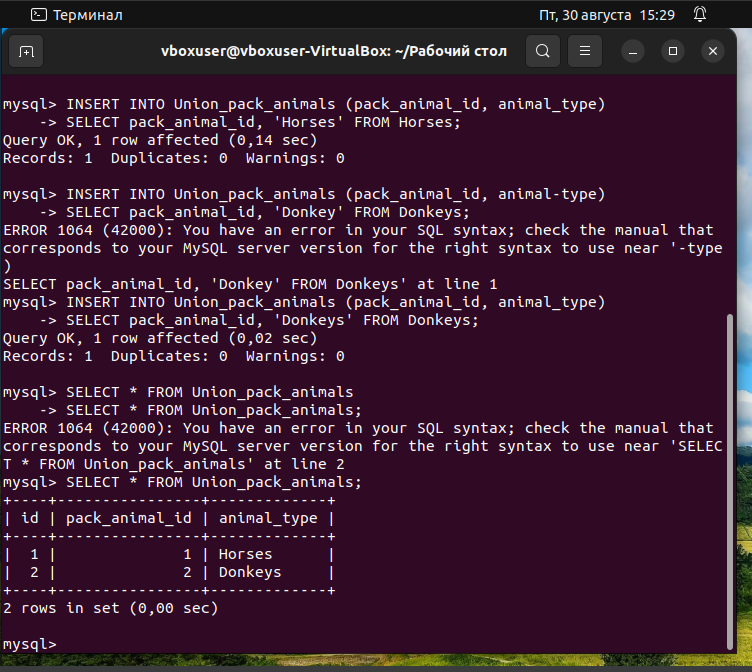 Терминал
Пт, 30 августа 15:29
vboxuser@vboxuser-VirtualBox: ~/Рабочий стол
mysql> INSERT INTO Union_pack_animals (pack_animal_id, animal_type)
    -> SELECT pack_animal_id, 'Horses' FROM Horses;
Query OK, 1 row affected (0,14 sec)
Records: 1  Duplicates: 0  Warnings: 0

mysql> INSERT INTO Union_pack_animals (pack_animal_id, animal-type)
    -> SELECT pack_animal_id, 'Donkey' FROM Donkeys;
ERROR 1064 (42000): You have an error in your SQL syntax; check the manual that
corresponds to your MySQL server version for the right syntax to use near '-type
)
SELECT pack_animal_id, 'Donkey' FROM Donkeys' at line 1
mysql> INSERT INTO Union_pack_animals (pack_animal_id, animal_type)
    -> SELECT pack_animal_id, 'Donkeys' FROM Donkeys;
Query OK, 1 row affected (0,02 sec)
Records: 1  Duplicates: 0  Warnings: 0

mysql> SELECT * FROM Union_pack_animals
    -> SELECT * FROM Union_pack_animals;
ERROR 1064 (42000): You have an error in your SQL syntax; check the manual that
corresponds to your MySQL server version for the right syntax to use near 'SELEC
T * FROM Union_pack_animals' at line 2
mysql> SELECT * FROM Union_pack_animals;
+----+----------------+-------------+
| id | pack_animal_id | animal_type |
+----+----------------+-------------+
|  1 |              1 | Horses      |
|  2 |              2 | Donkeys     |
+----+----------------+-------------+
2 rows in set (0,00 sec)

mysql>